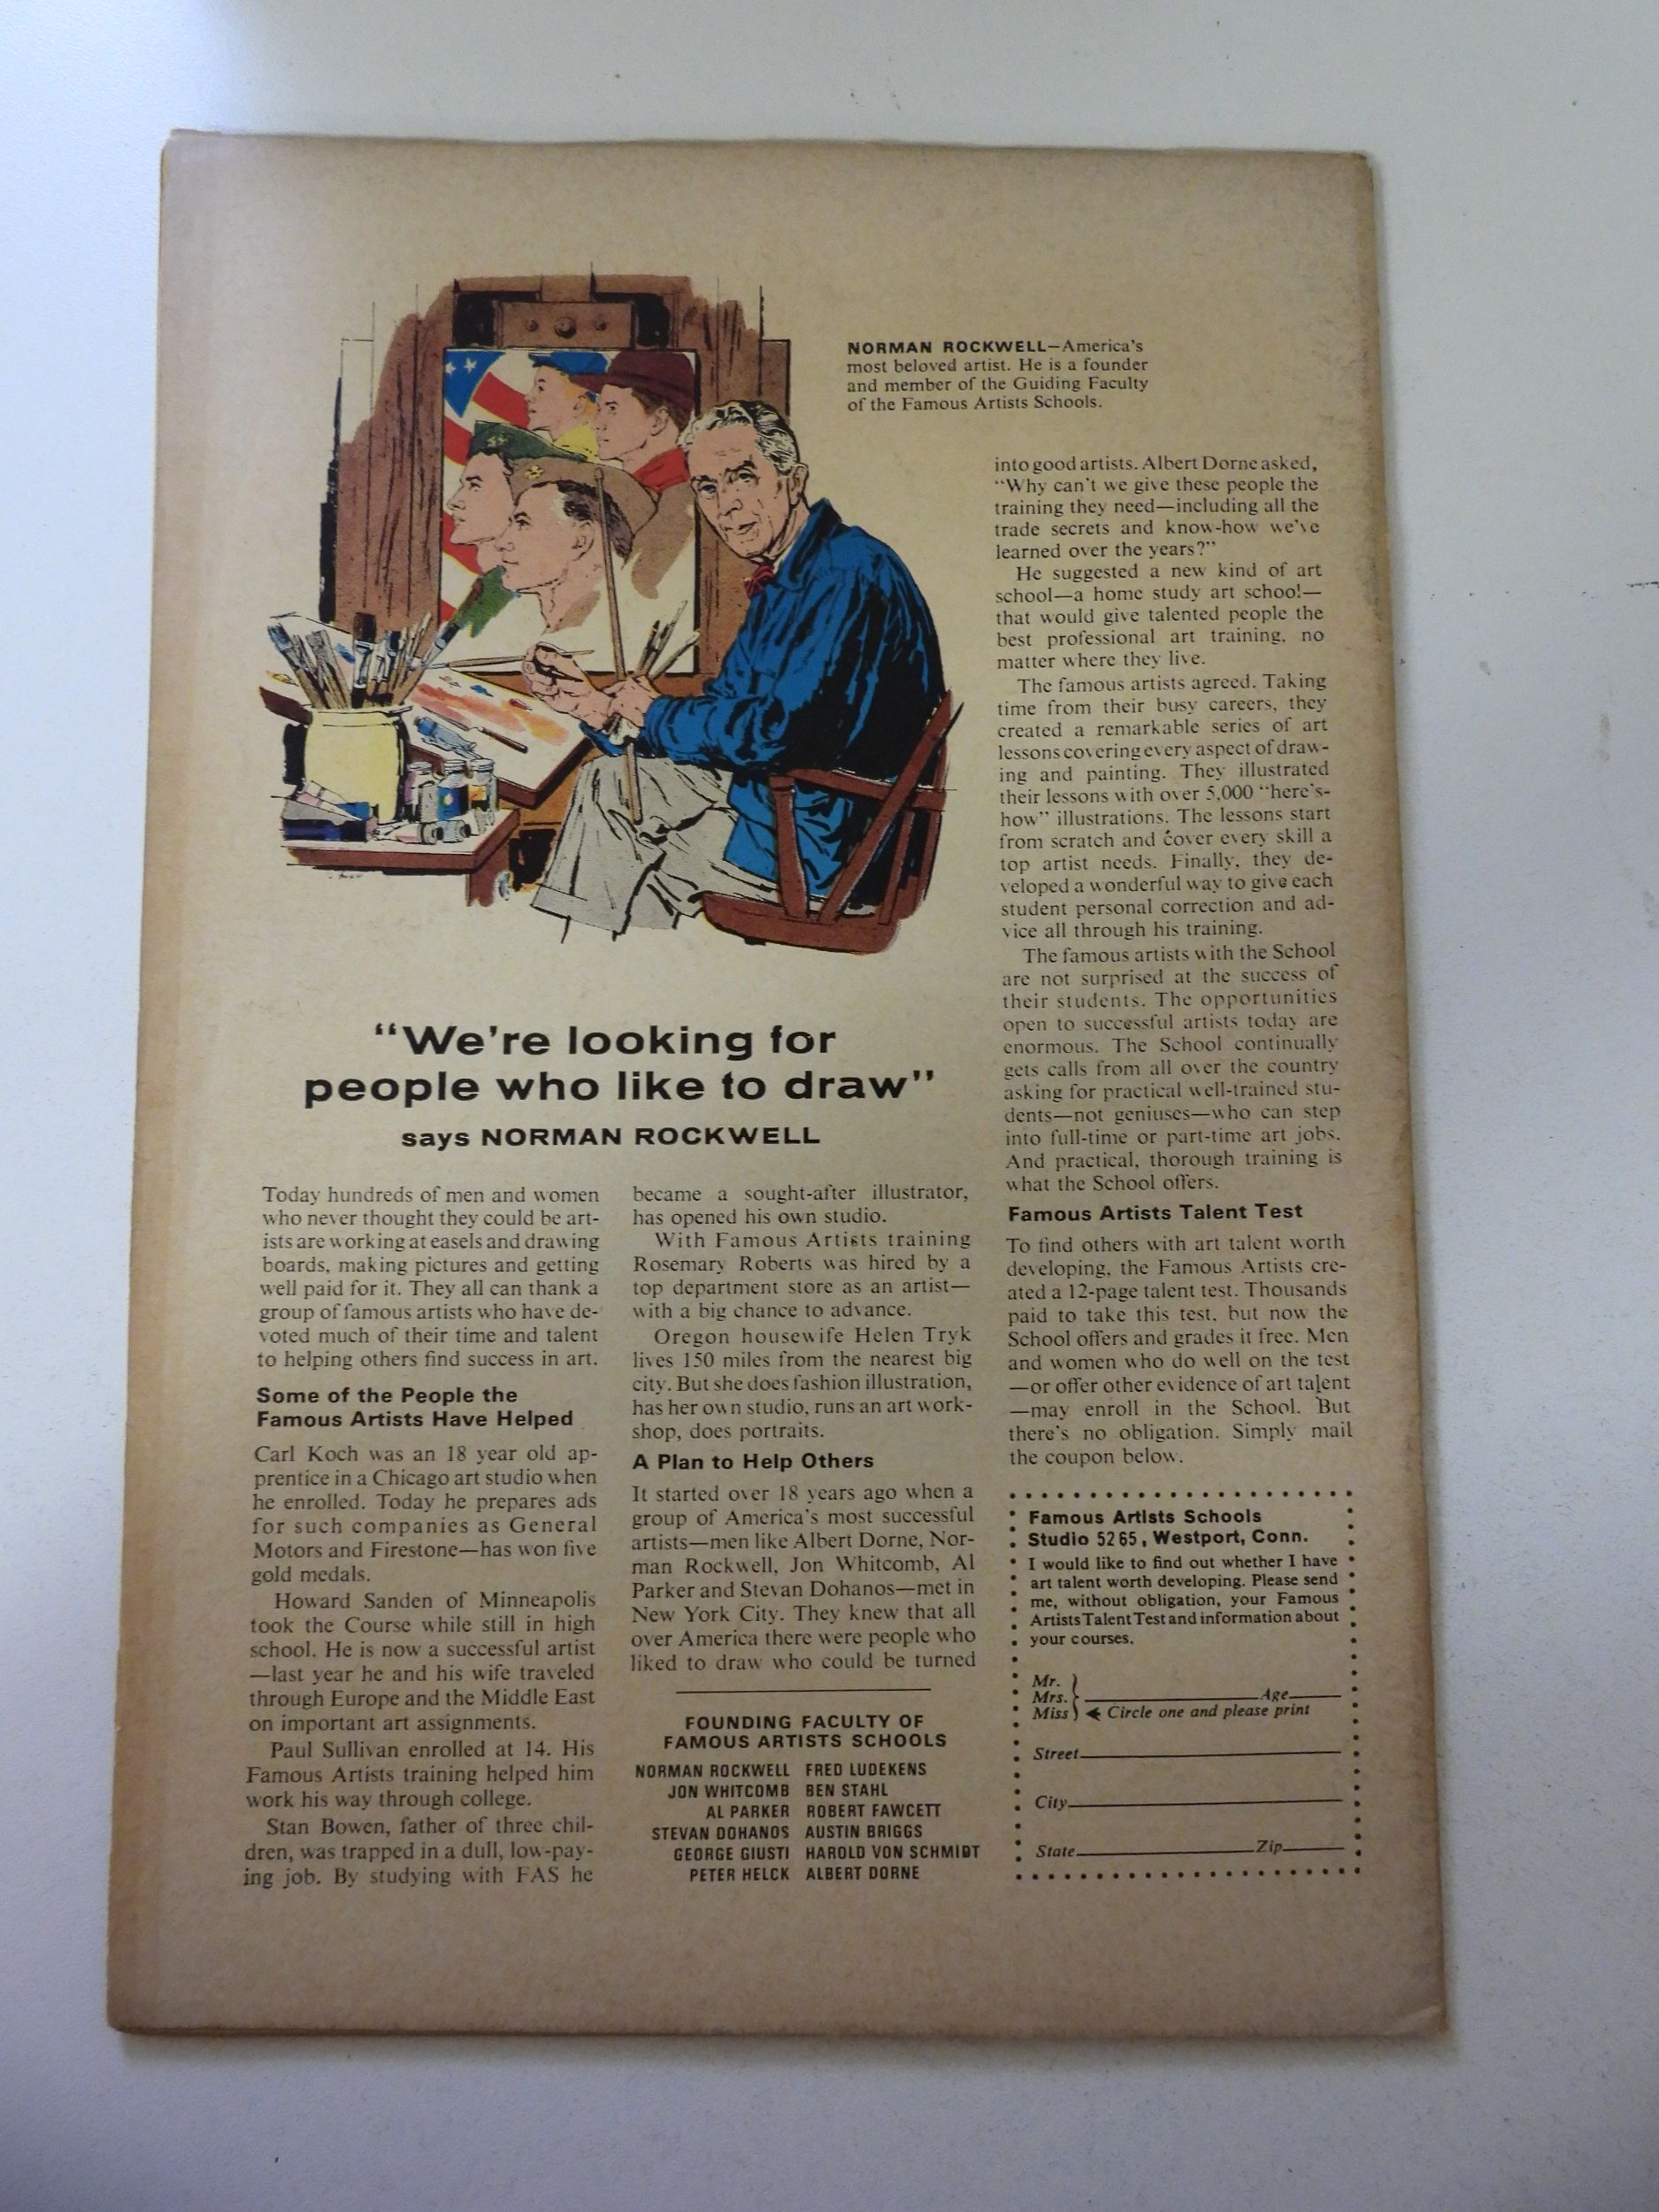 NORMAN ROCKWELL—America's
most beloved artist. He is a founder
and member of the Guiding Faculty
of the Famous Artists Schools.
"We're looking for
people who like to draw"
says NORMAN ROCKWELL
Today hundreds of men and women
who never thought they could be art-
ists are working at easels and drawing
boards, making pictures and getting
well paid for it. They all can thank a
group of famous artists who have de-
voted much of their time and talent
to helping others find success in art.
Some of the People the
Famous Artists Have Helped
Carl Koch was an 18 year old ap-
prentice in a Chicago art studio when
he enrolled. Today he prepares ads
for such companies as General
Motors and Firestone—has won five
gold medals.
Howard Sanden of Minneapolis
took the Course while still in high
school. He is now a successful artist
—last year he and his wife traveled
through Europe and the Middle East
on important art assignments.
Paul Sullivan enrolled at 14. His
Famous Artists training helped him
work his way through college.
Stan Bowen, father of three chil-
dren, was trapped in a dull, low-pay-
ing job. By studying with FAS he
became a sought-after illustrator,
has opened his own studio.
With Famous Artists training
Rosemary Roberts was hired by a
top department store as an artist—
with a big chance to advance.
Oregon housewife Helen Tryk
lives 150 miles from the nearest big
city. But she does fashion illustration,
has her own studio, runs an art work-
shop, does portraits.
A Plan to Help Others
It started over 18 years ago when a
group of America's most successful
artists—men like Albert Dorne, Nor-
man Rockwell, Jon Whitcomb, Al
Parker and Stevan Dohanos—met in
New York City. They knew that all
over America there were people who
liked to draw who could be turned
into good artists. Albert Dorne asked,
"Why can't we give these people the
training they need—including all the
trade secrets and know-how we've
learned over the years?"
He suggested a new kind of art
school—a home study art school—
that would give talented people the
best professional art training, no
matter where they live.
The famous artists agreed. Taking
time from their busy careers, they
created a remarkable series of art
lessons covering every aspect of draw-
ing and painting. They illustrated
their lessons with over 5,000 "here's-
how" illustrations. The lessons start
from scratch and cover every skill a
top artist needs. Finally, they de-
veloped a wonderful way to give each
student personal correction and ad-
vice all through his training.
The famous artists with the School
are not surprised at the success of
their students. The opportunities
open to successful artists today are
enormous. The School continually
gets calls from all over the country
asking for practical well-trained stu-
dents—not geniuses—who can step
into full-time or part-time art jobs.
And practical, thorough training is
what the School offers.
Famous Artists Talent Test
To find others with art talent worth
developing, the Famous Artists cre-
ated a 12-page talent test. Thousands
paid to take this test, but now the
School offers and grades it free. Men
and women who do well on the test
—or offer other evidence of art talent
—may enroll in the School. But
there's no obligation. Simply mail
the coupon below.
FOUNDING FACULTY OF
FAMOUS ARTISTS SCHOOLS
NORMAN ROCKWELL FRED LUDEKENS
JON WHITCOMB BEN STAHL
AL PARKER ROBERT FAWCETT
STEVAN DOHANOS AUSTIN BRIGGS
GEORGE GIUSTI HAROLD VON SCHMIDT
PETER HELCK ALBERT DORNE
Famous Artists Schools
Studio 5265, Westport, Conn.
I would like to find out whether I have
art talent worth developing. Please send
me, without obligation, your Famous
Artists Talent Test and information about
your courses.
Mr.
Mrs. Age
Miss Circle one and please print
Street
City
State Zip